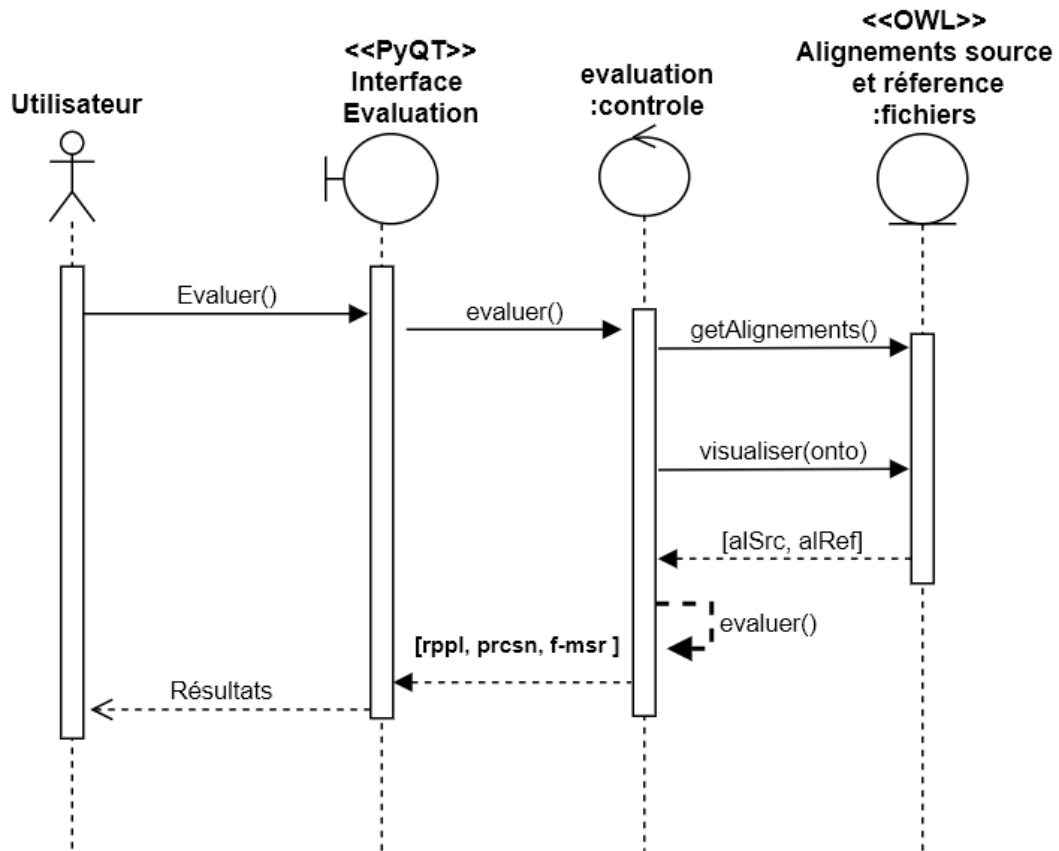 Utilisateur
<<PyQT>>
Interface
Evaluation
evaluation
:controle
<<OWL>>
Alignements source
et réference
:fichiers
Evaluer()
evaluer()
getAlignements()
visualiser(onto)
[alSrc, alRef]
evaluer()
[rppl, prcsn, f-msr ]
Résultats